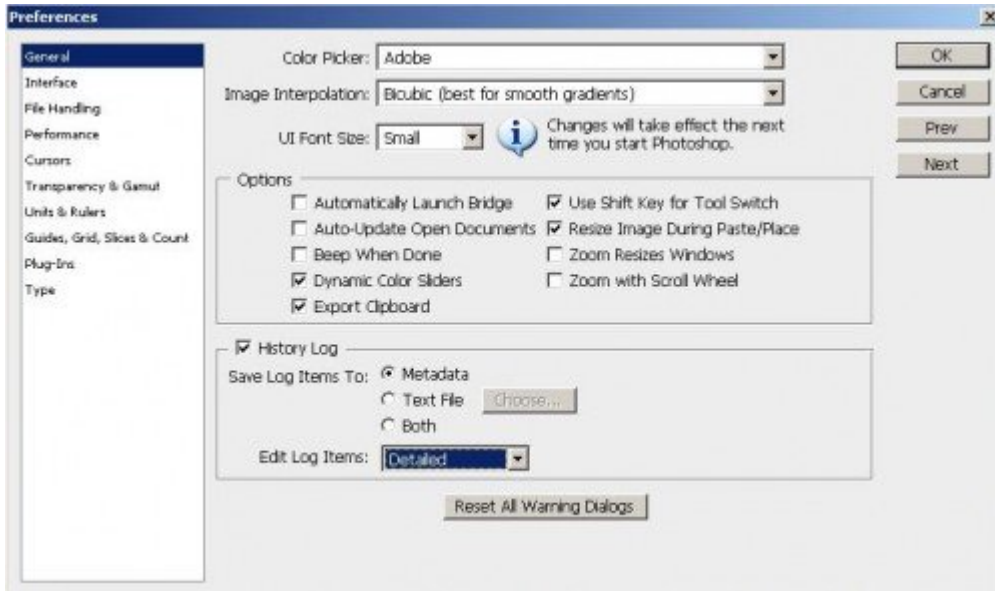 Preferences
General
Interface
File Handling
Performance
Cursors
Transparency & Gamut
Units & Rulers
Guides, Grid, Slices & Count
Plug-Ins
Type
Color Picker: Adobe
Image Interpolation: Bicubic (best for smooth gradients)
UI Font Size: Small
Changes will take effect the next
time you start Photoshop.
Options
Automatically Launch Bridge
Auto-Update Open Documents
Beep When Done
Dynamic Color Sliders
Export Clipboard
Use Shift Key for Tool Switch
Resize Image During Paste/Place
Zoom Resizes Windows
Zoom with Scroll Wheel
History Log
Save Log Items To: Metadata
Text File Choose...
Both
Edit Log Items: Detailed
Reset All Warning Dialogs
OK
Cancel
Prev
Next